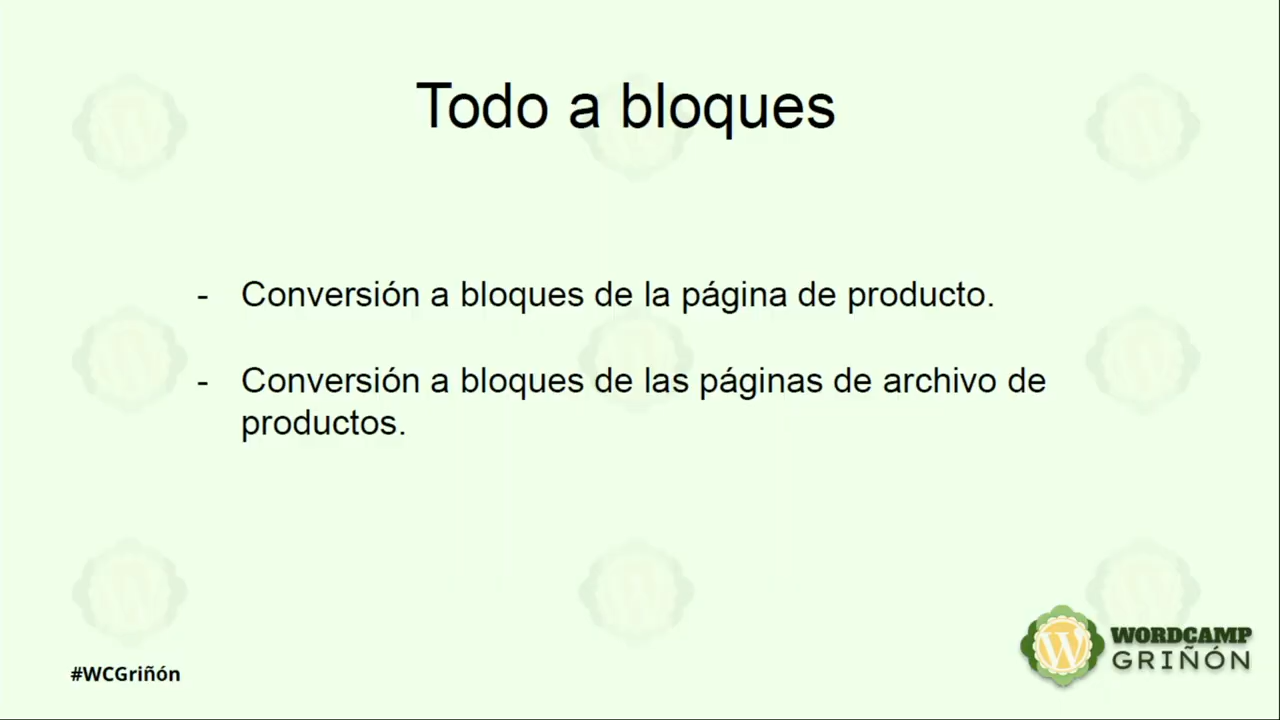 Todo a bloques
- Conversión a bloques de la página de producto.
- Conversión a bloques de las páginas de archivo de
productos.
#WCGriñón
WORDCAMP
GRIÑÓN